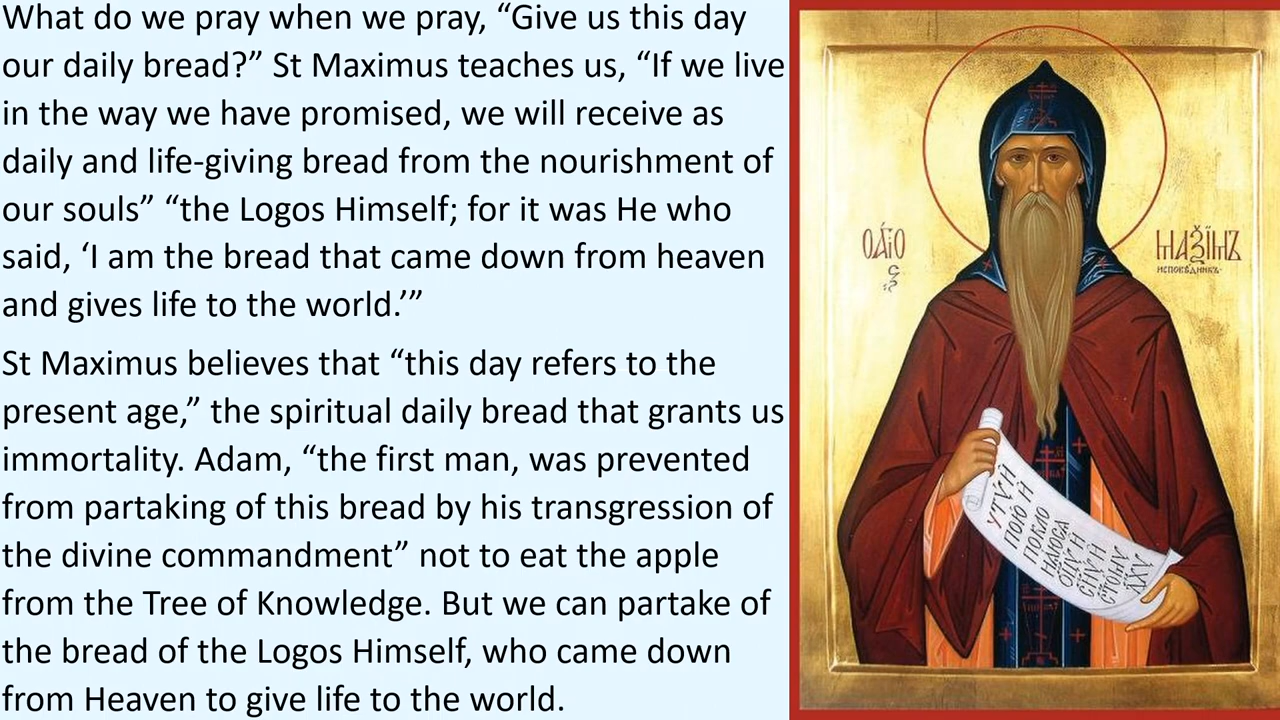 What do we pray when we pray, “Give us this day
our daily bread?” St Maximus teaches us, “If we live
in the way we have promised, we will receive as
daily and life-giving bread from the nourishment of
our souls” “the Logos Himself; for it was He who
said, ‘I am the bread that came down from heaven
and gives life to the world.’”
St Maximus believes that “this day refers to the
present age,” the spiritual daily bread that grants us
immortality. Adam, “the first man, was prevented
from partaking of this bread by his transgression of
the divine commandment” not to eat the apple
from the Tree of Knowledge. But we can partake of
the bread of the Logos Himself, who came down
from Heaven to give life to the world.
исповѣдникъ